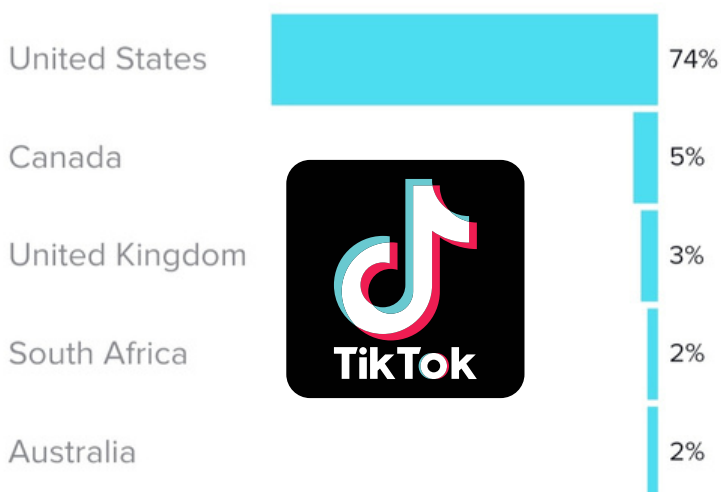 United States 74%
Canada 5%
United Kingdom 3%
TikTok
South Africa 2%
Australia 2%